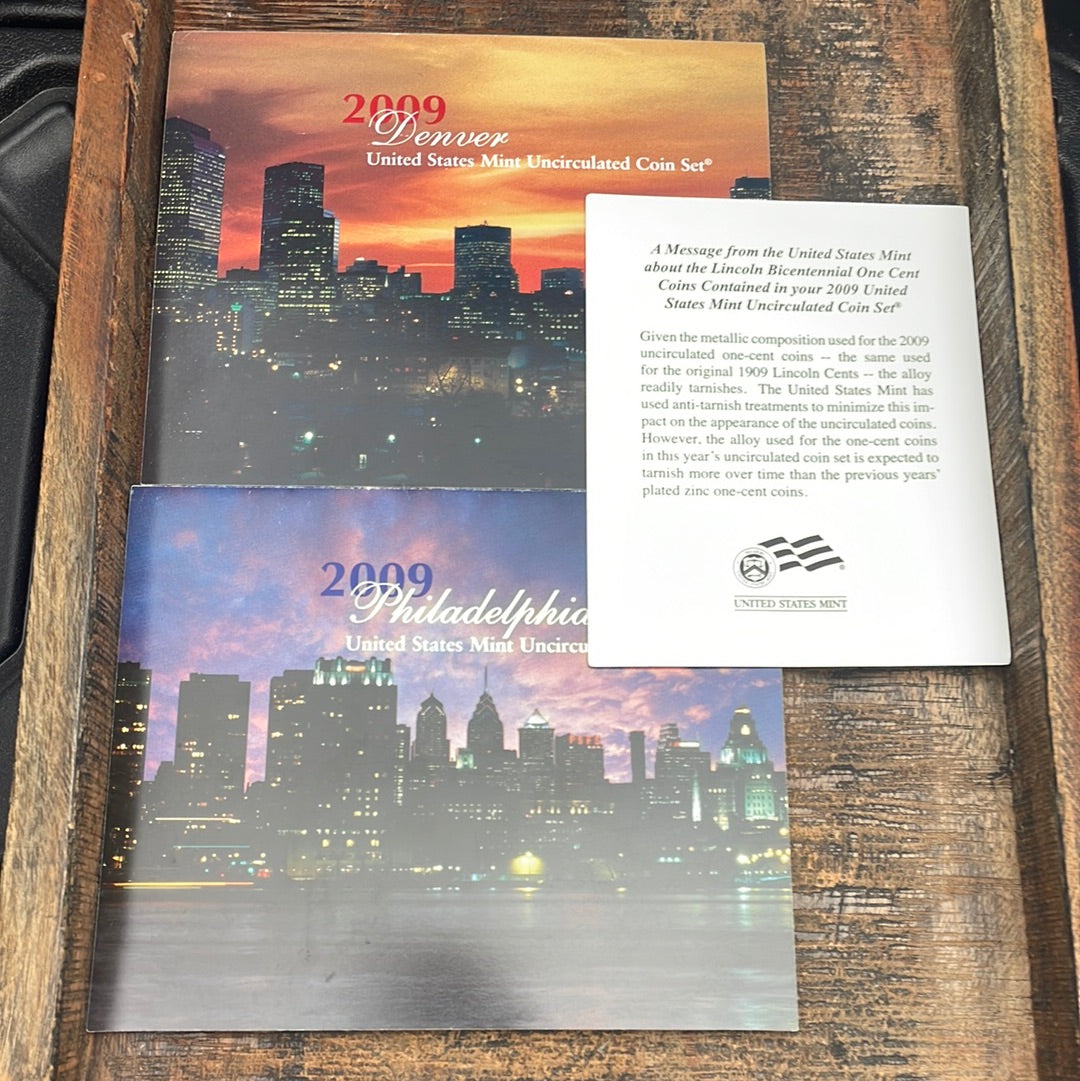 2009
Denver
United States Mint Uncirculated Coin Set®
A Message from the United States Mint
about the Lincoln Bicentennial One Cent
Coins Contained in your 2009 United
States Mint Uncirculated Coin Set®
Given the metallic composition used for the 2009
uncirculated one-cent coins -- the same used
for the original 1909 Lincoln Cents -- the alloy
readily tarnishes. The United States Mint has
used anti-tarnish treatments to minimize this im-
pact on the appearance of the uncirculated coins.
However, the alloy used for the one-cent coins
in this year's uncirculated coin set is expected to
tarnish more over time than the previous years'
plated zinc one-cent coins.
UNITED STATES MINT
2009
Philadelphia
United States Mint Uncircu